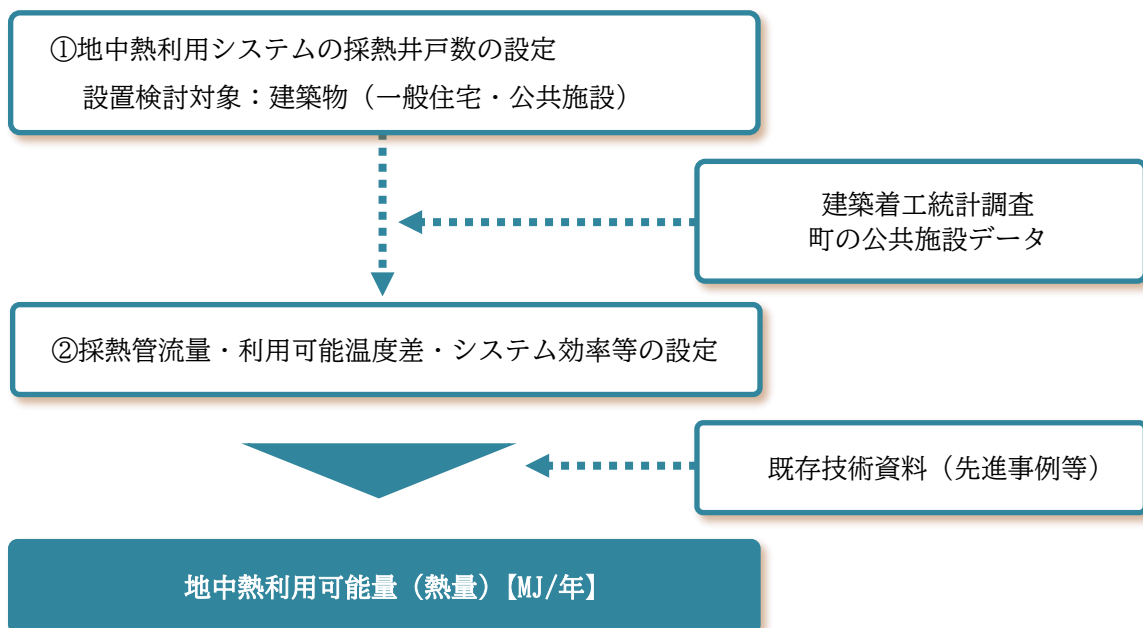 ①地中熱利用システムの採熱井戸数の設定
設置検討対象:建築物(一般住宅・公共施設)
建築着工統計調査
町の公共施設データ
②採熱管流量・利用可能温度差・システム効率等の設定
既存技術資料(先進事例等)
地中熱利用可能量(熱量)【MJ/年】